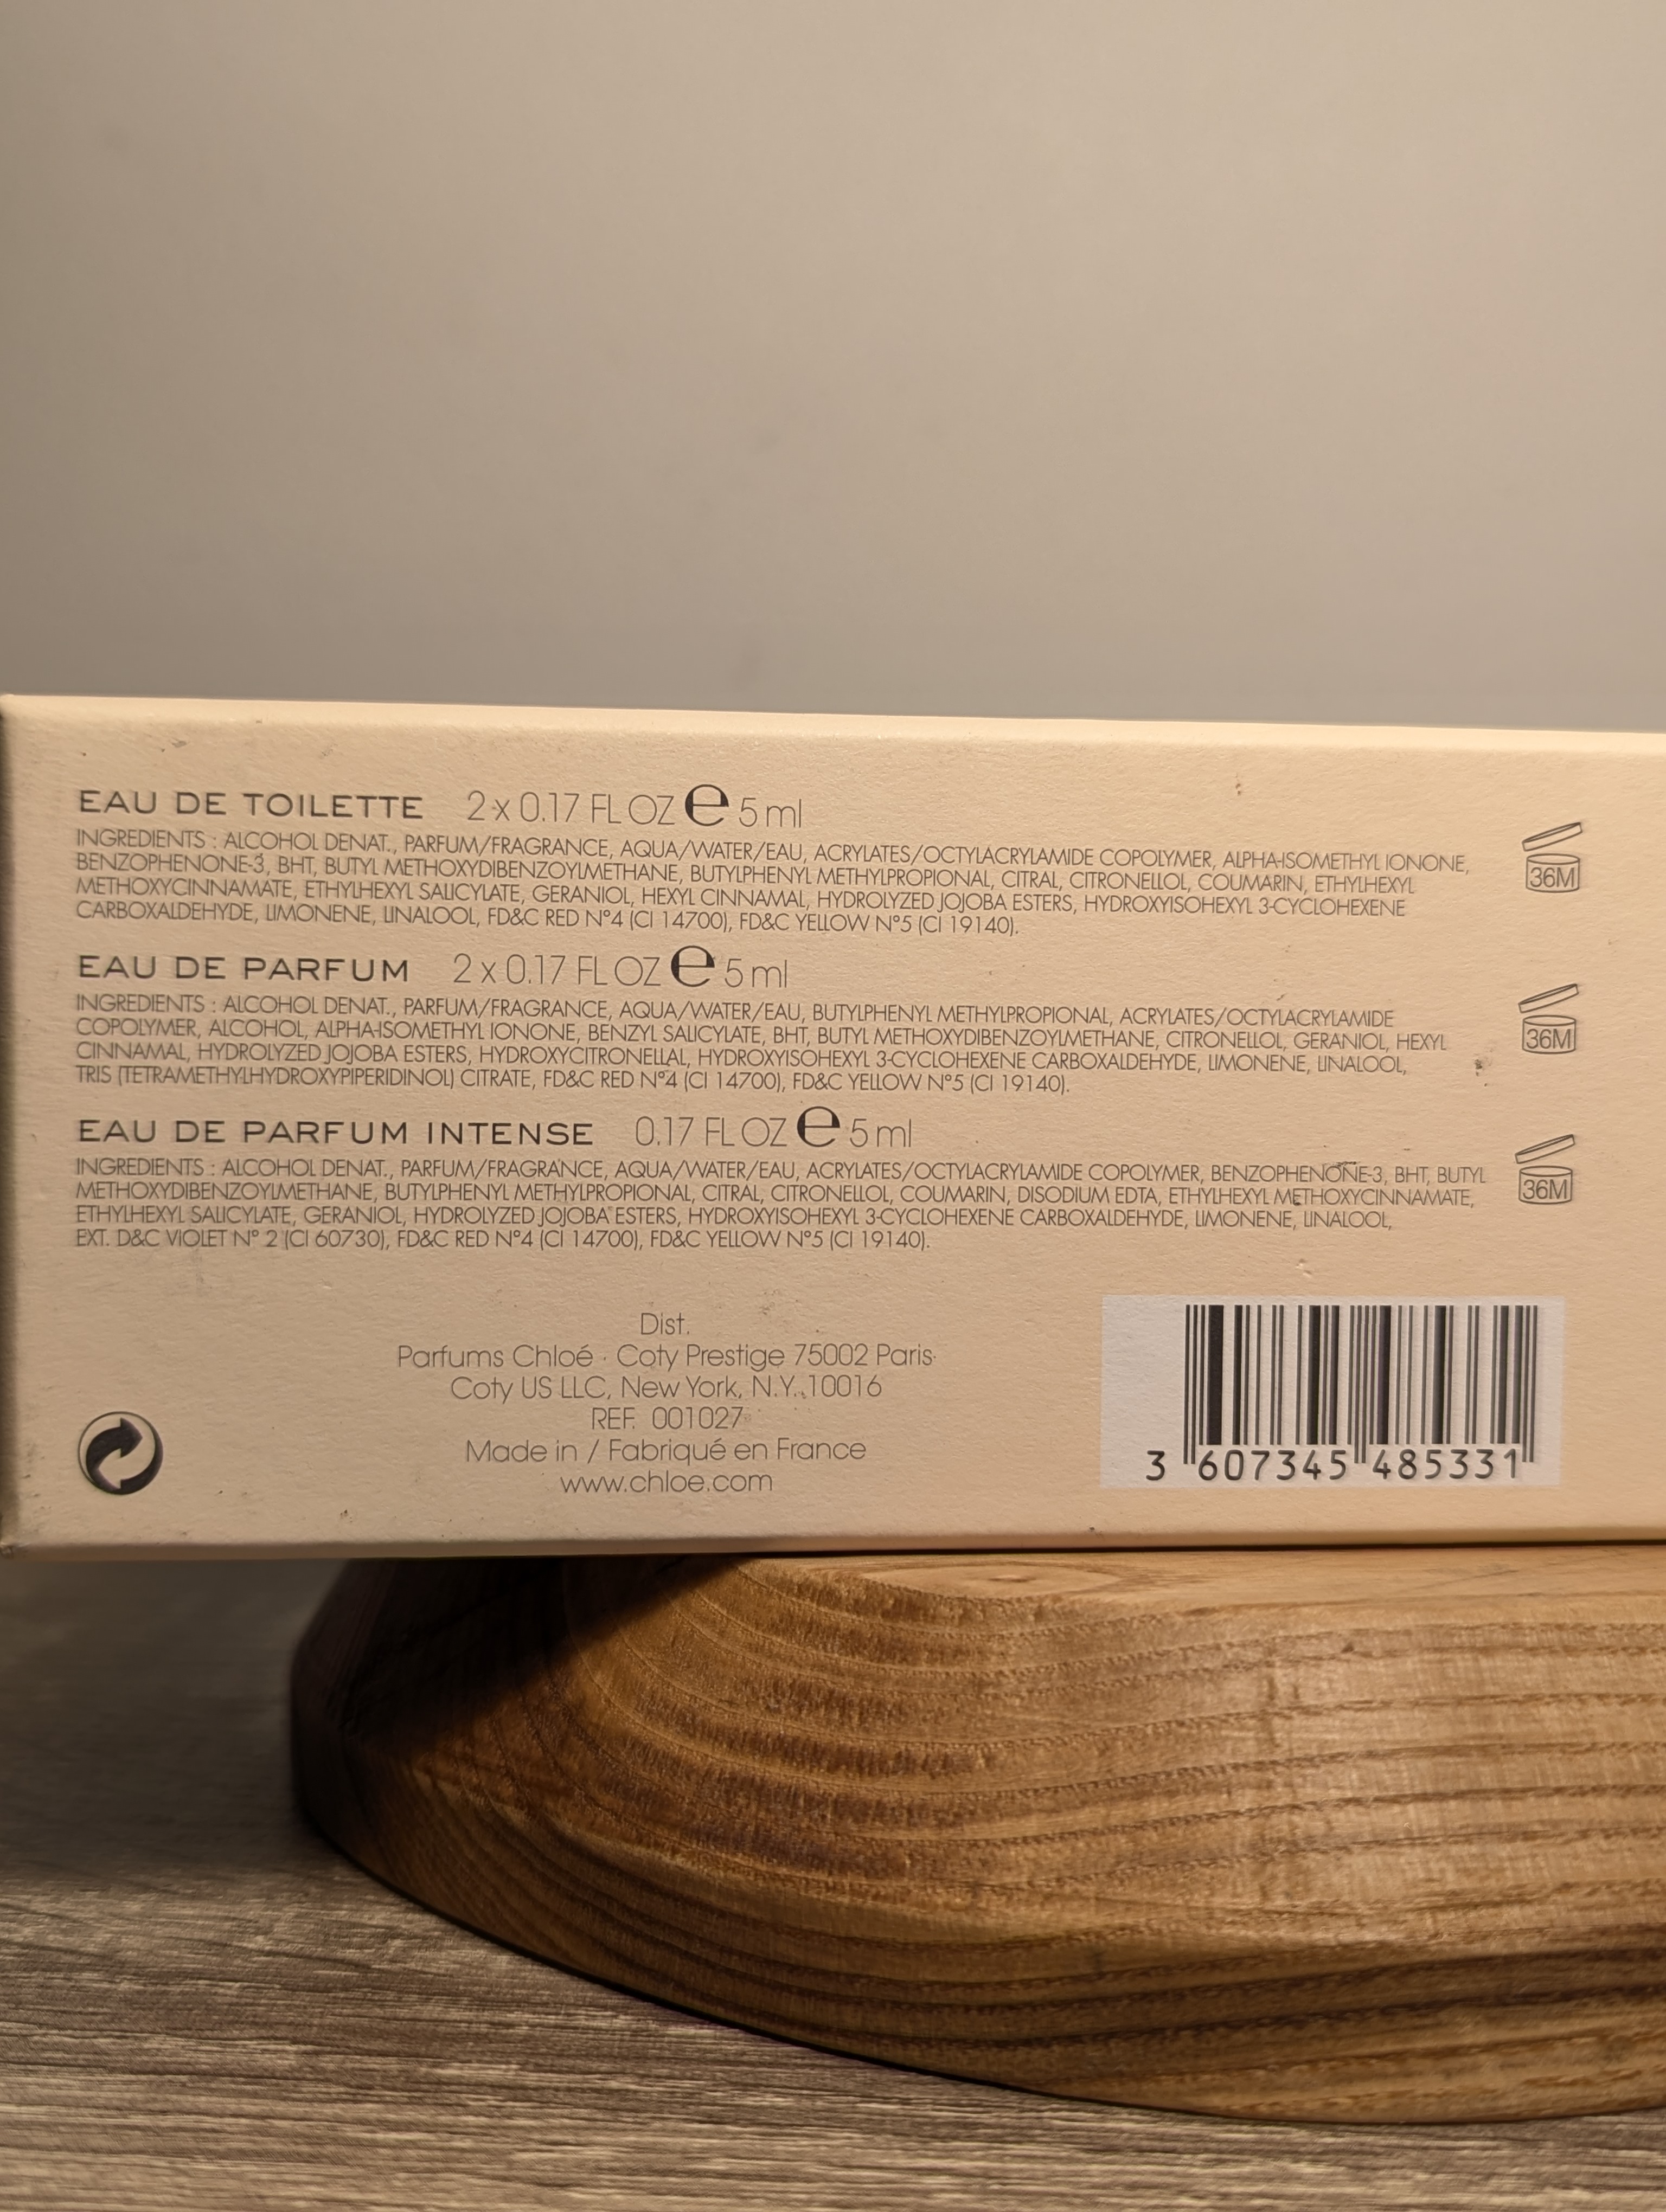 EAU DE TOILETTE 2 x 0.17 FL OZ e 5 ml
INGREDIENTS : ALCOHOL DENAT., PARFUM/FRAGRANCE, AQUA/WATER/EAU, ACRYLATES/OCTYLACRYLAMIDE COPOLYMER, ALPHA-ISOMETHYL IONONE,
BENZOPHENONE-3, BHT, BUTYL METHOXYDIBENZOYLMETHANE, BUTYLPHENYL METHYLPROPIONAL, CITRAL, CITRONELLOL, COUMARIN, ETHYLHEXYL
METHOXYCINNAMATE, ETHYLHEXYL SALICYLATE, GERANIOL, HEXYL CINNAMAL, HYDROLYZED JOJOBA ESTERS, HYDROXYISOHEXYL 3-CYCLOHEXENE
CARBOXALDEHYDE, LIMONENE, LINALOOL, FD&C RED N°4 (CI 14700), FD&C YELLOW N°5 (CI 19140).
36M
EAU DE PARFUM 2 x 0.17 FL OZ e 5 ml
INGREDIENTS : ALCOHOL DENAT., PARFUM/FRAGRANCE, AQUA/WATER/EAU, BUTYLPHENYL METHYLPROPIONAL, ACRYLATES/OCTYLACRYLAMIDE
COPOLYMER, ALCOHOL, ALPHA-ISOMETHYL IONONE, BENZYL SALICYLATE, BHT, BUTYL METHOXYDIBENZOYLMETHANE, CITRONELLOL, GERANIOL, HEXYL
CINNAMAL, HYDROLYZED JOJOBA ESTERS, HYDROXYCITRONELLAL, HYDROXYISOHEXYL 3-CYCLOHEXENE CARBOXALDEHYDE, LIMONENE, LINALOOL,
TRIS (TETRAMETHYLHYDROXYPIPERIDINOL) CITRATE, FD&C RED N°4 (CI 14700), FD&C YELLOW N°5 (CI 19140).
36M
EAU DE PARFUM INTENSE 0.17 FL OZ e 5 ml
INGREDIENTS : ALCOHOL DENAT., PARFUM/FRAGRANCE, AQUA/WATER/EAU, ACRYLATES/OCTYLACRYLAMIDE COPOLYMER, BENZOPHENONE-3, BHT, BUTYL
METHOXYDIBENZOYLMETHANE, BUTYLPHENYL METHYLPROPIONAL, CITRAL, CITRONELLOL, COUMARIN, DISODIUM EDTA, ETHYLHEXYL METHOXYCINNAMATE,
ETHYLHEXYL SALICYLATE, GERANIOL, HYDROLYZED JOJOBA ESTERS, HYDROXYISOHEXYL 3-CYCLOHEXENE CARBOXALDEHYDE, LIMONENE, LINALOOL,
EXT. D&C VIOLET N° 2 (CI 60730), FD&C RED N°4 (CI 14700), FD&C YELLOW N°5 (CI 19140).
36M
Dist.
Parfums Chloé · Coty Prestige 75002 Paris
Coty US LLC, New York, N.Y. 10016
REF. 001027
Made in / Fabriqué en France
www.chloe.com
3 607345 485331